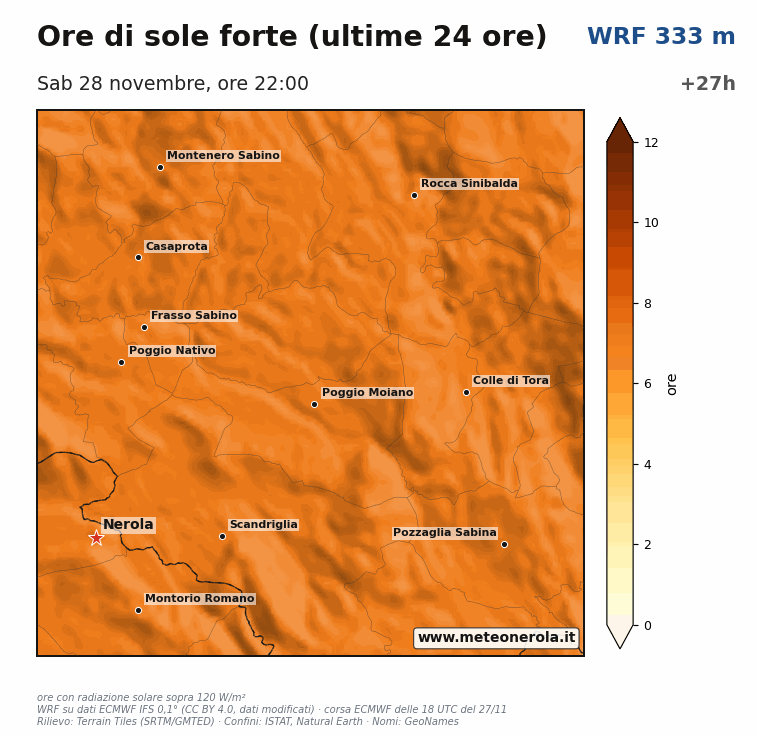 Ore di sole forte (ultime 24 ore)
WRF 333 m
Sab 28 novembre, ore 22:00
+27h
Montenero Sabino
Rocca Sinibalda
Casaprota
Frasso Sabino
Poggio Nativo
Colle di Tora
Poggio Moiano
Nerola
Scandriglia
Pozzaglia Sabina
Montorio Romano
www.meteonerola.it
12
10
8
6
4
2
0
ore
ore con radiazione solare sopra 120 W/m²
WRF su dati ECMWF IFS 0,1° (CC BY 4.0, dati modificati) · corsa ECMWF delle 18 UTC del 27/11
Rilievo: Terrain Tiles (SRTM/GMTED) · Confini: ISTAT, Natural Earth · Nomi: GeoNames